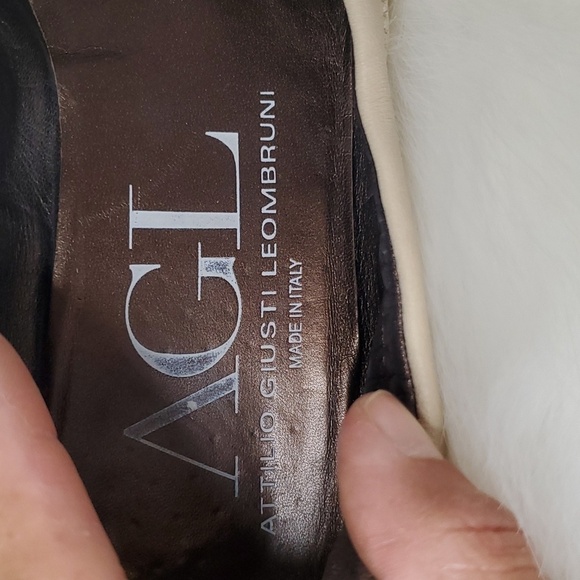 AGL
ATTILIO GIUSTI LEOMBRUNI
MADE IN ITALY